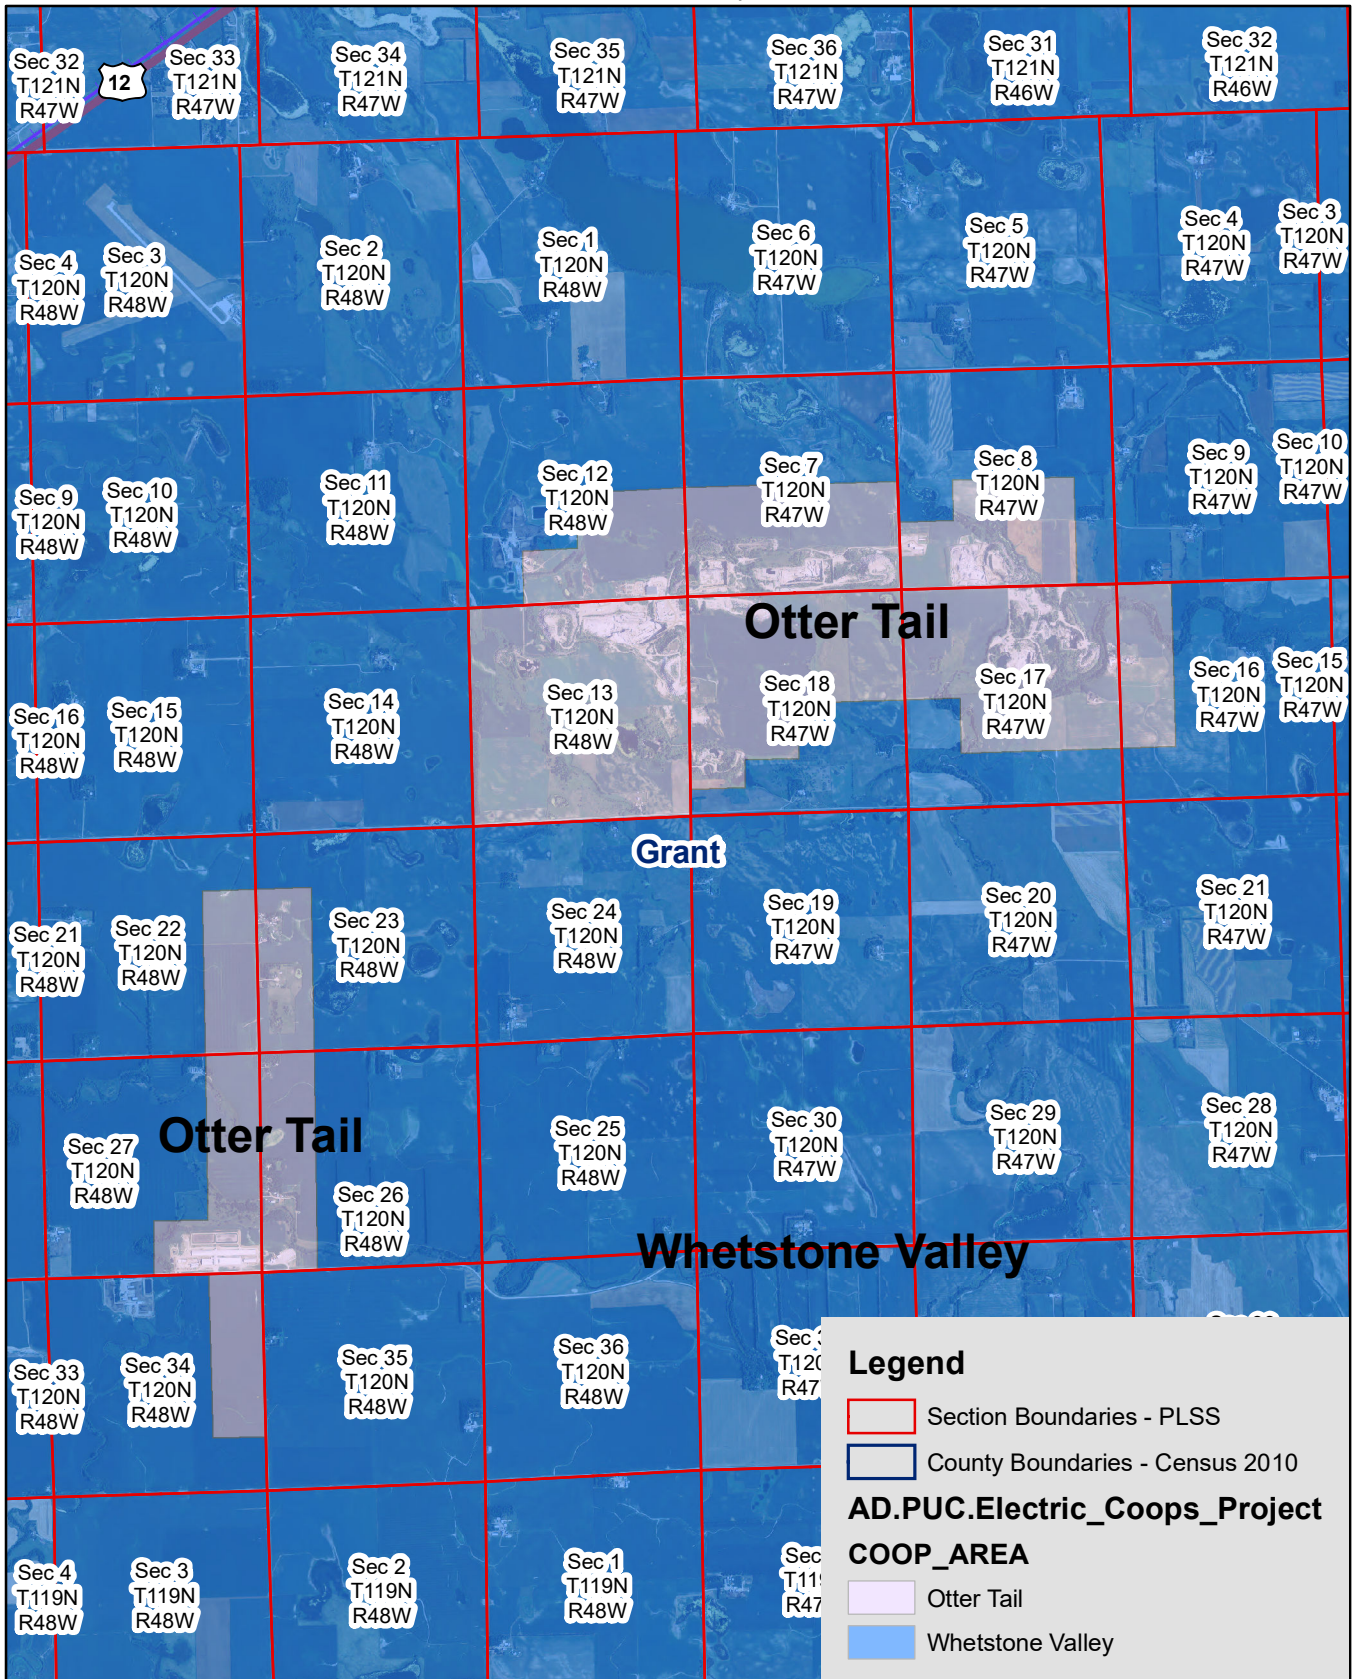 Sec 32
T121N
R47W
12
Sec 33
T121N
R47W
Sec 34
T121N
R47W
Sec 35
T121N
R47W
Sec 36
T121N
R47W
Sec 31
T121N
R46W
Sec 32
T121N
R46W
Sec 4
T120N
R48W
Sec 3
T120N
R48W
Sec 2
T120N
R48W
Sec 1
T120N
R48W
Sec 6
T120N
R47W
Sec 5
T120N
R47W
Sec 4
T120N
R47W
Sec 3
T120N
R47W
Sec 9
T120N
R48W
Sec 10
T120N
R48W
Sec 11
T120N
R48W
Sec 12
T120N
R48W
Sec 7
T120N
R47W
Sec 8
T120N
R47W
Sec 9
T120N
R47W
Sec 10
T120N
R47W
Otter Tail
Sec 16
T120N
R48W
Sec 15
T120N
R48W
Sec 14
T120N
R48W
Sec 13
T120N
R48W
Sec 18
T120N
R47W
Sec 17
T120N
R47W
Sec 16
T120N
R47W
Sec 15
T120N
R47W
Grant
Sec 21
T120N
R48W
Sec 22
T120N
R48W
Sec 23
T120N
R48W
Sec 24
T120N
R48W
Sec 19
T120N
R47W
Sec 20
T120N
R47W
Sec 21
T120N
R47W
Otter Tail
Sec 27
T120N
R48W
Sec 26
T120N
R48W
Sec 25
T120N
R48W
Sec 30
T120N
R47W
Sec 29
T120N
R47W
Sec 28
T120N
R47W
Whetstone Valley
Sec 33
T120N
R48W
Sec 34
T120N
R48W
Sec 35
T120N
R48W
Sec 36
T120N
R48W
Sec
R47
Sec 4
T119N
R48W
Sec 3
T119N
R48W
Sec 2
T119N
R48W
Sec 1
T119N
R48W
Sec
R47
Legend
Section Boundaries - PLSS
County Boundaries - Census 2010
AD.PUC.Electric_Coops_Project
COOP_AREA
Otter Tail
Whetstone Valley